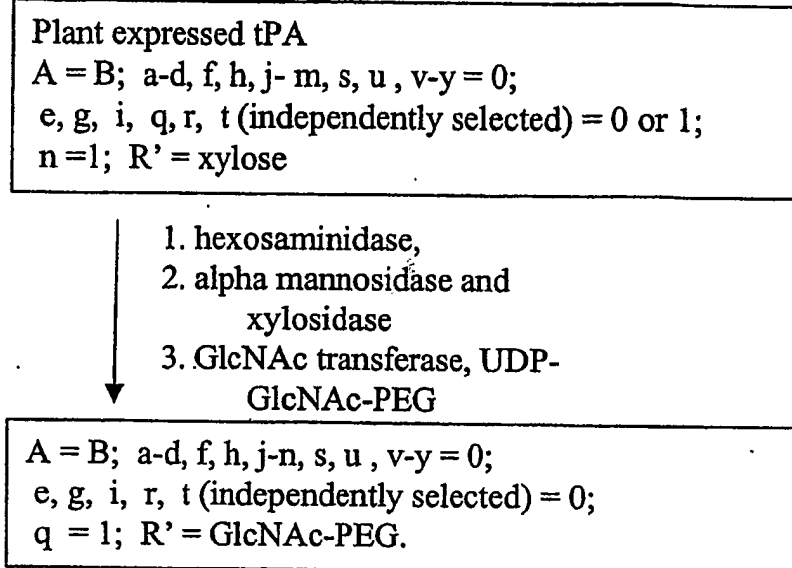 Plant expressed tPA
A = B; a-d, f, h, j- m, s, u , v-y = 0;
e, g, i, q, r, t (independently selected) = 0 or 1;
n =1; R' = xylose
1. hexosaminidase,
2. alpha mannosidase and
xylosidase
3. GlcNAc transferase, UDP-
GlcNAc-PEG
A = B; a-d, f, h, j-n, s, u , v-y = 0;
e, g, i, r, t (independently selected) = 0;
q = 1; R' = GlcNAc-PEG.